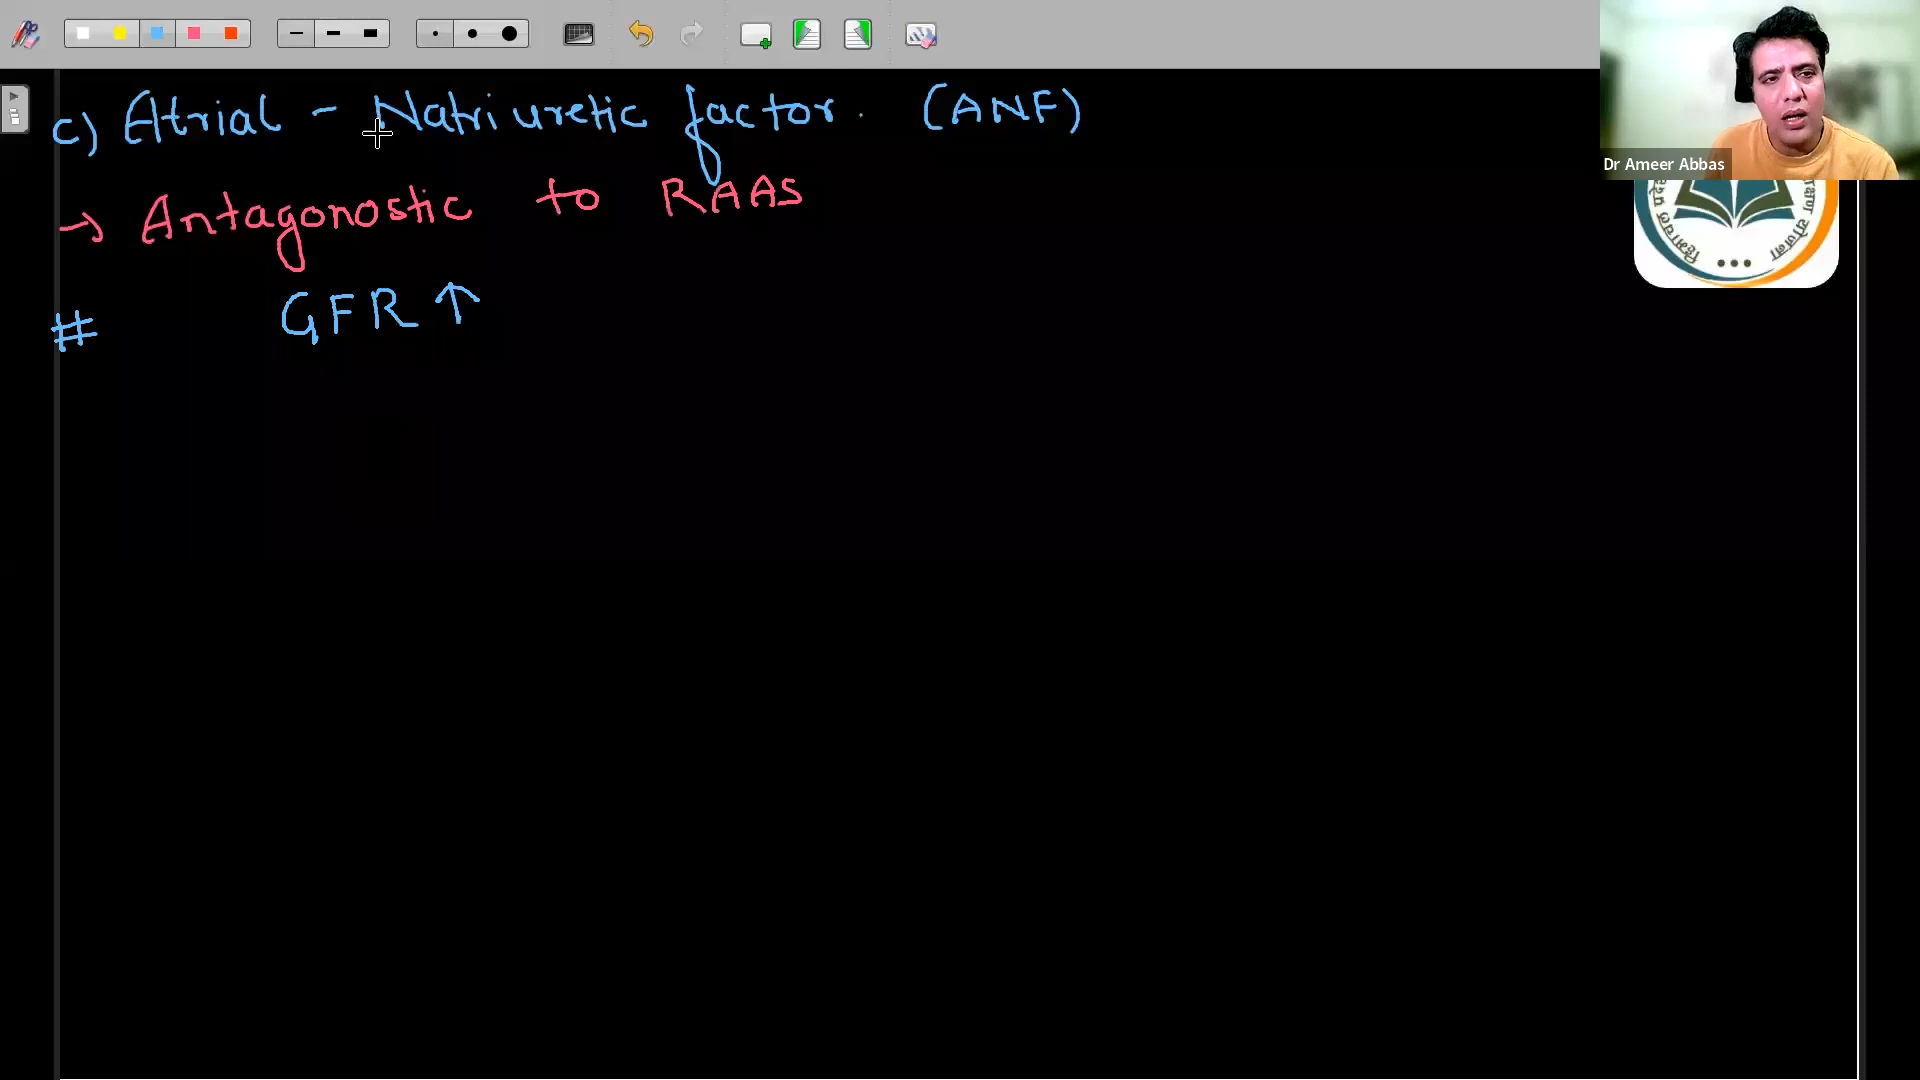 c) Atrial - Natriuretic factor. (ANF)
→ Antagonostic to RAAS
# GFR ↑
Dr Ameer Abbas